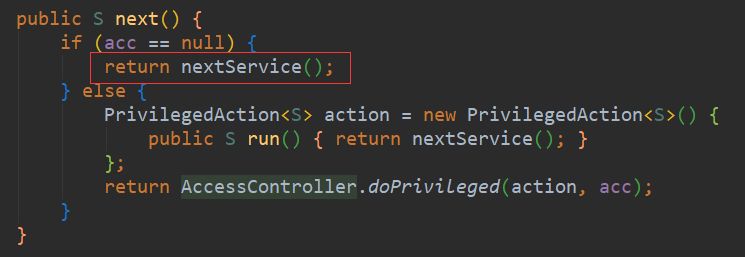 public S next() {
    if (acc == null) {
        return nextService();
    } else {
        PrivilegedAction<S> action = new PrivilegedAction<S>() {
            public S run() { return nextService(); }
        };
        return AccessController.doPrivileged(action, acc);
    }
}